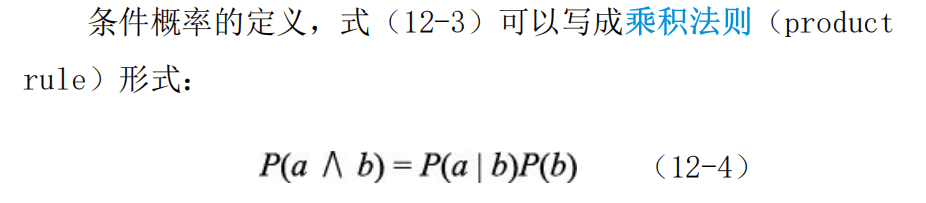 条件概率的定义，式（12-3）可以写成乘积法则（product
rule）形式：
P(a ∧ b) = P(a | b)P(b) （12-4）